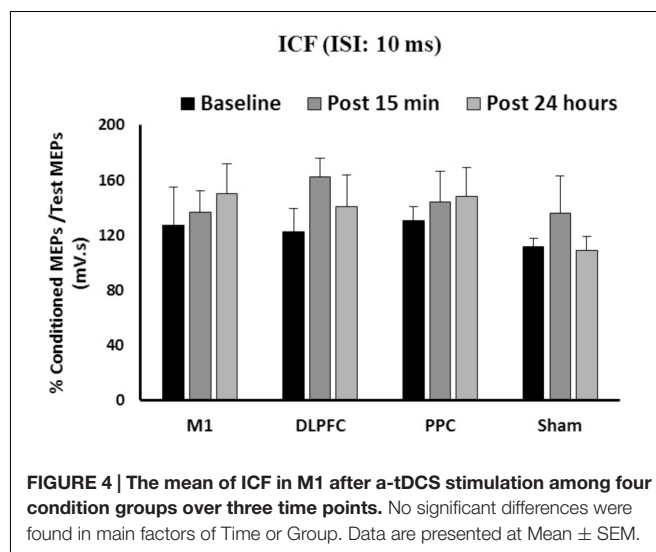 ICF (ISI: 10 ms)
Baseline Post 15 min Post 24 hours
200
160
120
80
40
0
% Conditioned MEPs /Test MEPs
(mV.s)
M1 DLPFC PPC Sham
FIGURE 4 | The mean of ICF in M1 after a-tDCS stimulation among four
condition groups over three time points. No significant differences were
found in main factors of Time or Group. Data are presented at Mean ± SEM.